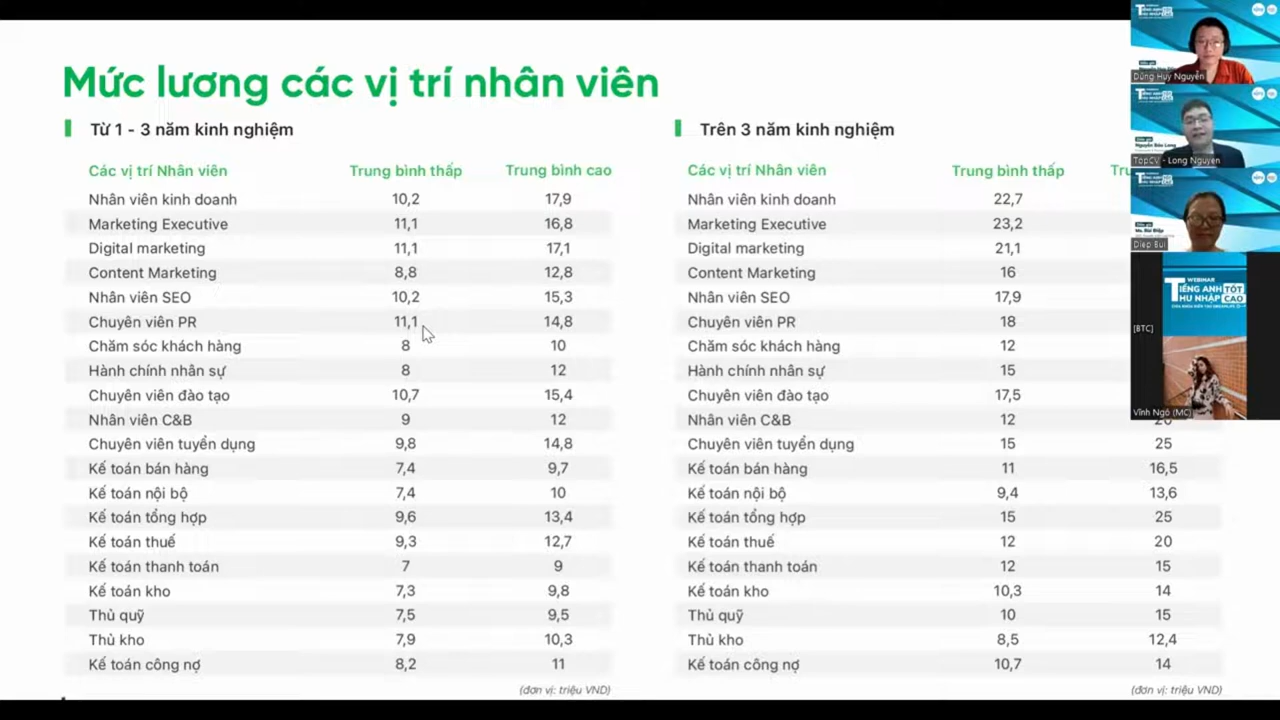 Mức lương các vị trí nhân viên
Từ 1 - 3 năm kinh nghiệm
Các vị trí Nhân viên Trung bình thấp Trung bình cao
Nhân viên kinh doanh 10,2 17,9
Marketing Executive 11,1 16,8
Digital marketing 11,1 17,1
Content Marketing 8,8 12,8
Nhân viên SEO 10,2 15,3
Chuyên viên PR 11,1 14,8
Chăm sóc khách hàng 8 10
Hành chính nhân sự 8 12
Chuyên viên đào tạo 10,7 15,4
Nhân viên C&B 9 12
Chuyên viên tuyển dụng 9,8 14,8
Kế toán bán hàng 7,4 9,7
Kế toán nội bộ 7,4 10
Kế toán tổng hợp 9,6 13,4
Kế toán thuế 9,3 12,7
Kế toán thanh toán 7 9
Kế toán kho 7,3 9,8
Thủ quỹ 7,5 9,5
Thủ kho 7,9 10,3
Kế toán công nợ 8,2 11
(đơn vị: triệu VND)
Trên 3 năm kinh nghiệm
Các vị trí Nhân viên Trung bình thấp
Nhân viên kinh doanh 22,7
Marketing Executive 23,2
Digital marketing 21,1
Content Marketing 16
Nhân viên SEO 17,9
Chuyên viên PR 18
Chăm sóc khách hàng 12
Hành chính nhân sự 15
Chuyên viên đào tạo 17,5
Nhân viên C&B 12
Chuyên viên tuyển dụng 15 25
Kế toán bán hàng 11 16,5
Kế toán nội bộ 9,4 13,6
Kế toán tổng hợp 15 25
Kế toán thuế 12 20
Kế toán thanh toán 12 15
Kế toán kho 10,3 14
Thủ quỹ 10 15
Thủ kho 8,5 12,4
Kế toán công nợ 10,7 14
(đơn vị: triệu VND)
Dũng Huy Nguyễn
TopCV - Long Nguyen
Diep Bui
WEBINAR
TIẾNG ANH TỐT
THU NHẬP CAO
[BTC]
Vĩnh Ngô (MC)